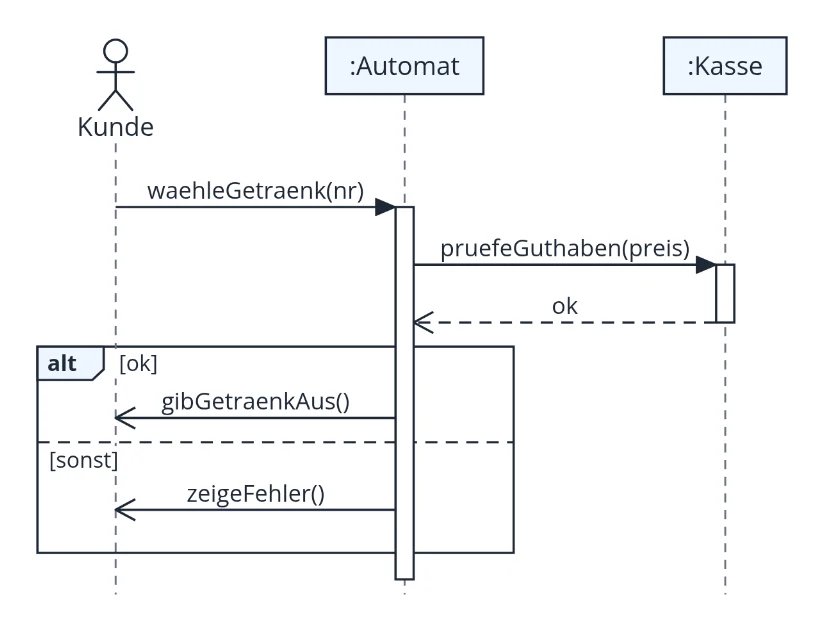 Kunde
:Automat
:Kasse
waehleGetraenk(nr)
pruefeGuthaben(preis)
ok
alt
[ok]
gibGetraenkAus()
[sonst]
zeigeFehler()